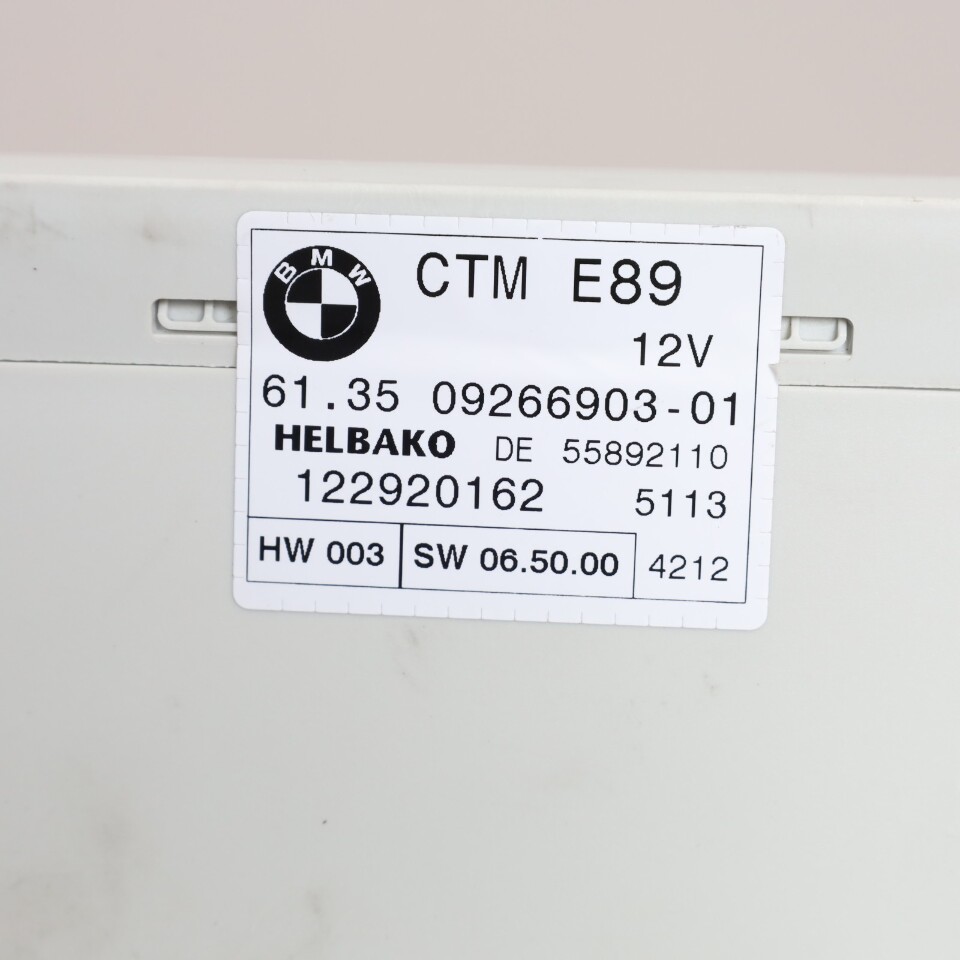 BMW
CTM E89
12V
61.35 09266903-01
HELBAKO DE 55892110
122920162 5113
HW 003 SW 06.50.00 4212